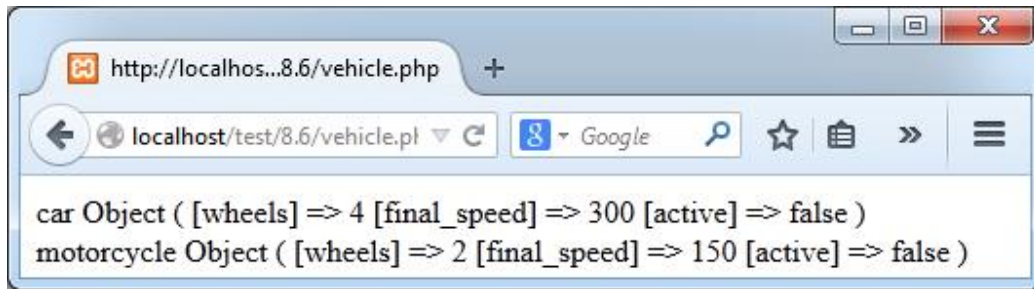 http://localhos...8.6/vehicle.php
localhost/test/8.6/vehicle.pl
Google
car Object ( [wheels] => 4 [final_speed] => 300 [active] => false )
motorcycle Object ( [wheels] => 2 [final_speed] => 150 [active] => false )